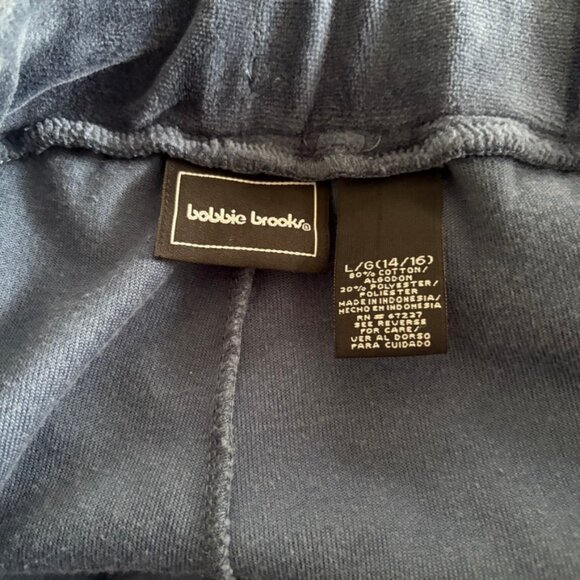 bobbie brooks®
L/G(14/16)
80% COTTON/
ALGODON
20% POLYESTER/
POLIESTER
MADE IN INDONESIA/
HECHO EN INDONESIA
RN # 67227
SEE REVERSE
FOR CARE/
VER AL DORSO
PARA CUIDADO